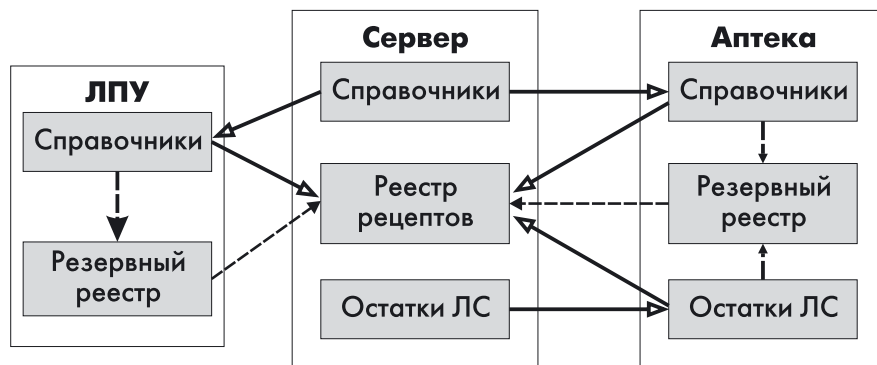 ЛПУ
Справочники
Резервный
реестр
Сервер
Справочники
Реестр
рецептов
Остатки ЛС
Аптека
Справочники
Резервный
реестр
Остатки ЛС